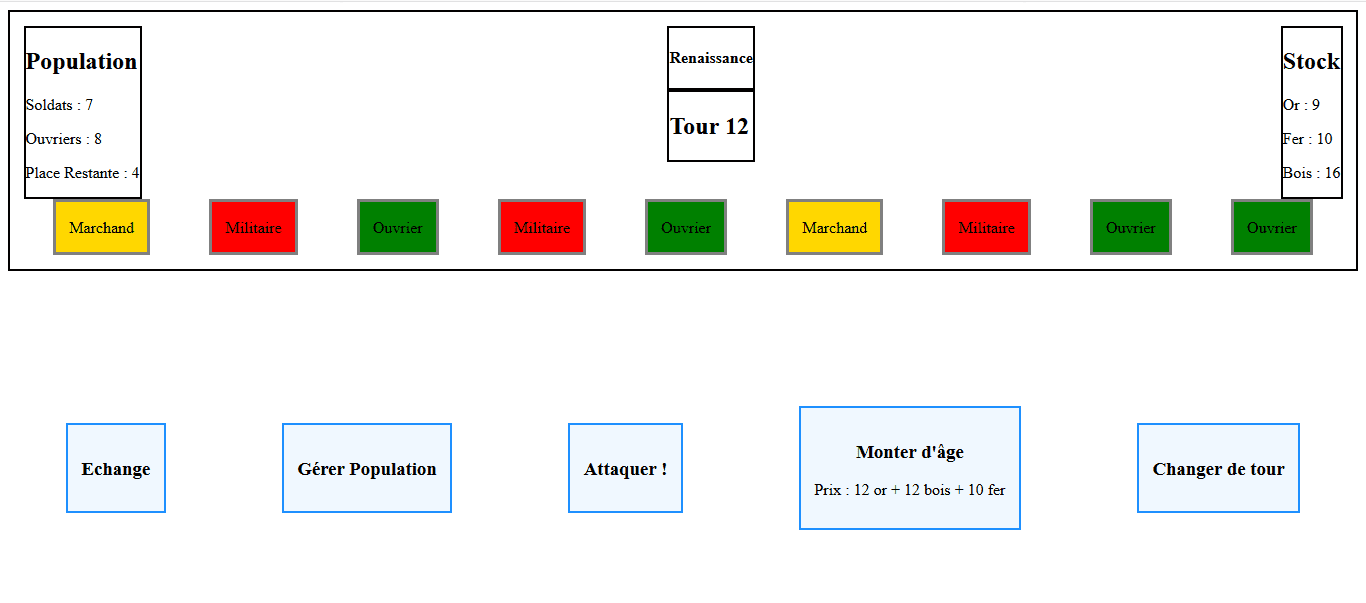 Population
Soldats : 7
Ouvriers : 8
Place Restante : 4
Renaissance
Tour 12
Stock
Or : 9
Fer : 10
Bois : 16
Marchand
Militaire
Ouvrier
Militaire
Ouvrier
Marchand
Militaire
Ouvrier
Ouvrier
Echange
Gérer Population
Attaquer !
Monter d'âge
Prix : 12 or + 12 bois + 10 fer
Changer de tour